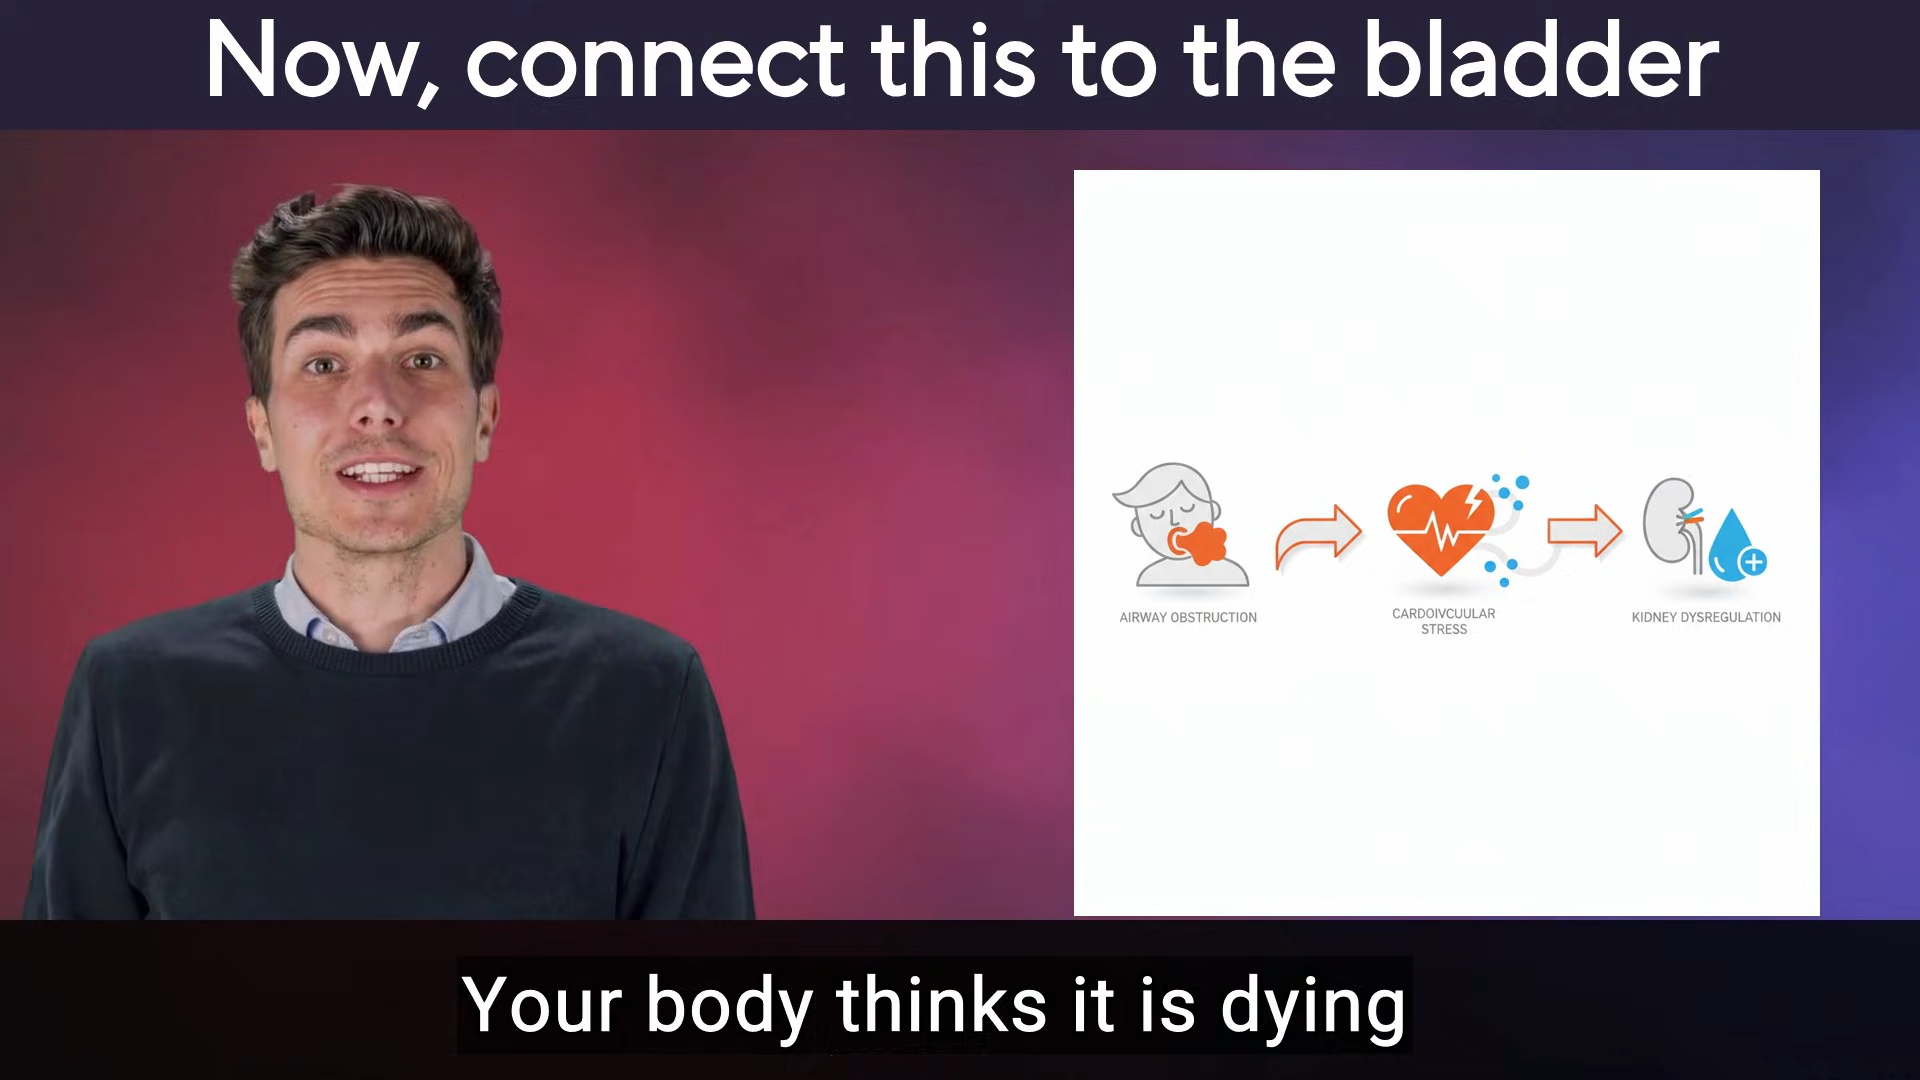 Now, connect this to the bladder
AIRWAY OBSTRUCTION
CARDOIVCUULAR
STRESS
KIDNEY DYSREGULATION
Your body thinks it is dying